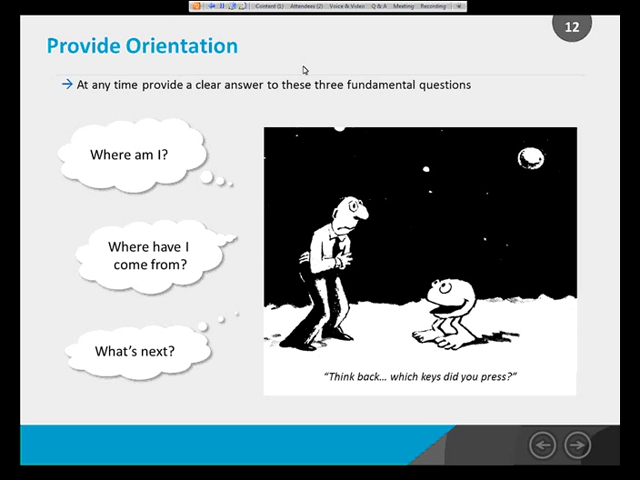 Content (1) Attendees (2) Voice & Video Q & A Meeting Recording
12
Provide Orientation
→ At any time provide a clear answer to these three fundamental questions
Where am I?
Where have I
come from?
What's next?
“Think back... which keys did you press?”